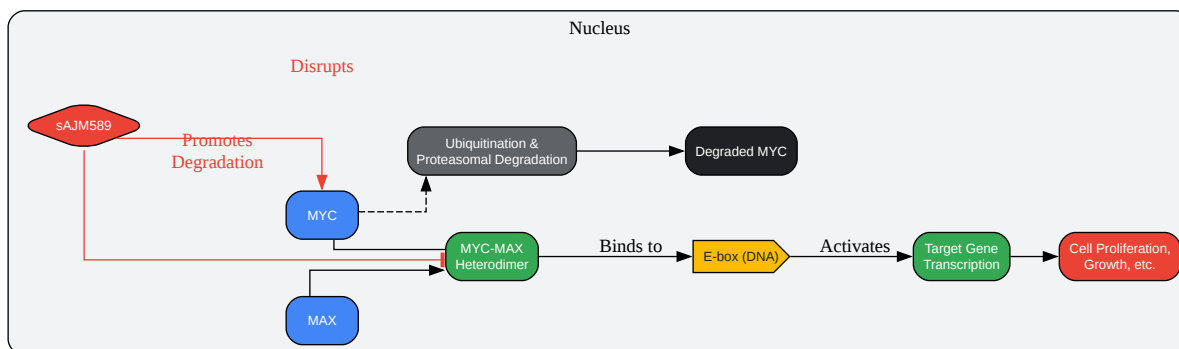 Nucleus
Disrupts
sAJM589
Promotes
Degradation
Ubiquitination &
Proteasomal Degradation
Degraded MYC
MYC
MYC-MAX
Heterodimer
Binds to
E-box (DNA)
Activates
Target Gene
Transcription
Cell Proliferation,
Growth, etc.
MAX